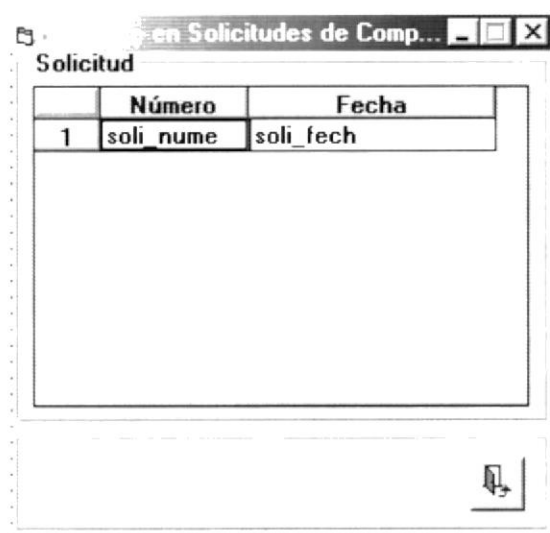 en Solicitudes de Comp...
Solicitud
Número Fecha
1 soli_nume soli_fech